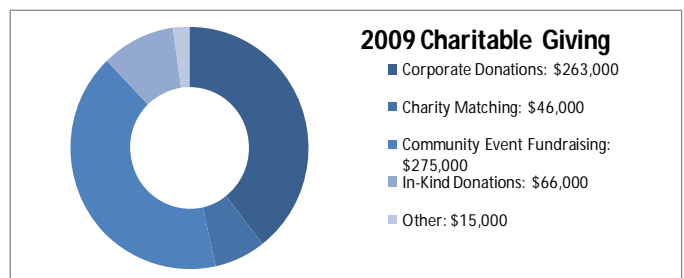 2009 Charitable Giving
Corporate Donations: $263,000
Charity Matching: $46,000
Community Event Fundraising:
$275,000
In-Kind Donations: $66,000
Other: $15,000